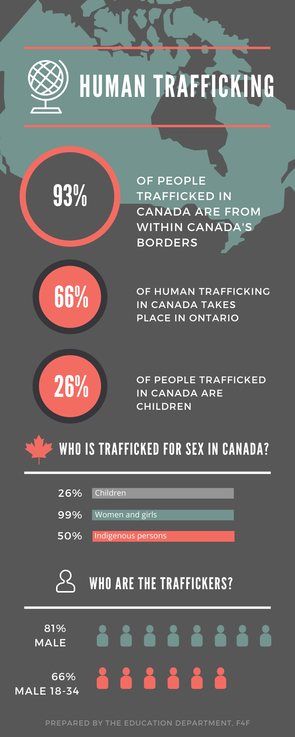 HUMAN TRAFFICKING
93%
OF PEOPLE
TRAFFICKED IN
CANADA ARE FROM
WITHIN CANADA'S
BORDERS
66%
OF HUMAN TRAFFICKING
IN CANADA TAKES
PLACE IN ONTARIO
26%
OF PEOPLE TRAFFICKED
IN CANADA ARE
CHILDREN
WHO IS TRAFFICKED FOR SEX IN CANADA?
26% Children
99% Women and girls
50% Indigenous persons
WHO ARE THE TRAFFICKERS?
81%
MALE
66%
MALE 18-34
PREPARED BY THE EDUCATION DEPARTMENT, F4F